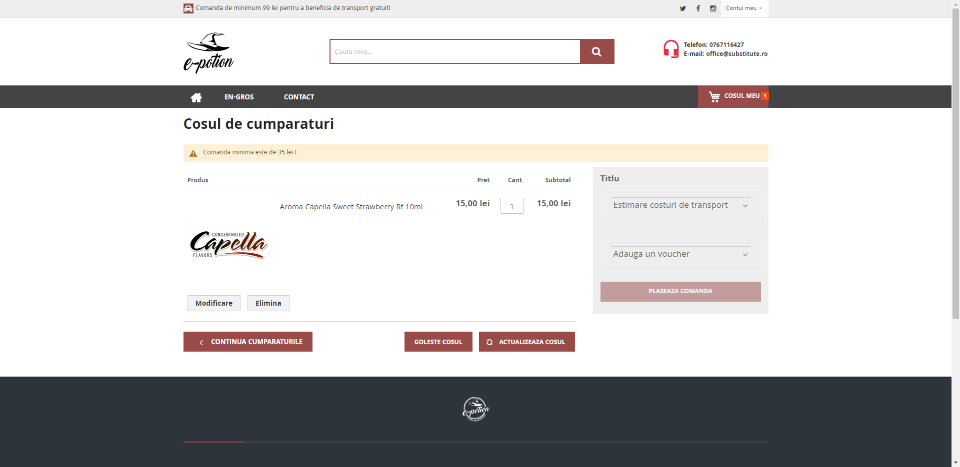 Comanda de minimum 99 lei pentru a beneficia de transport gratuit!
Contul meu
e-potion
Cauta ceva...
Telefon: 0767116427
E-mail: office@substitute.ro
EN-GROS
CONTACT
COSUL MEU 1
Cosul de cumparaturi
Comanda minima este de 35 lei !
Produs Pret Cant Subtotal
Aroma Capella Sweet Strawberry Rf 10ml 15,00 lei 1 15,00 lei
CONCENTRATED
Capella
FLAVORS
Modificare Elimina
Titlu
Estimare costuri de transport
Adauga un voucher
PLASEAZA COMANDA
CONTINUA CUMPARATURILE GOLESTE COSUL ACTUALIZEAZA COSUL
e-potion